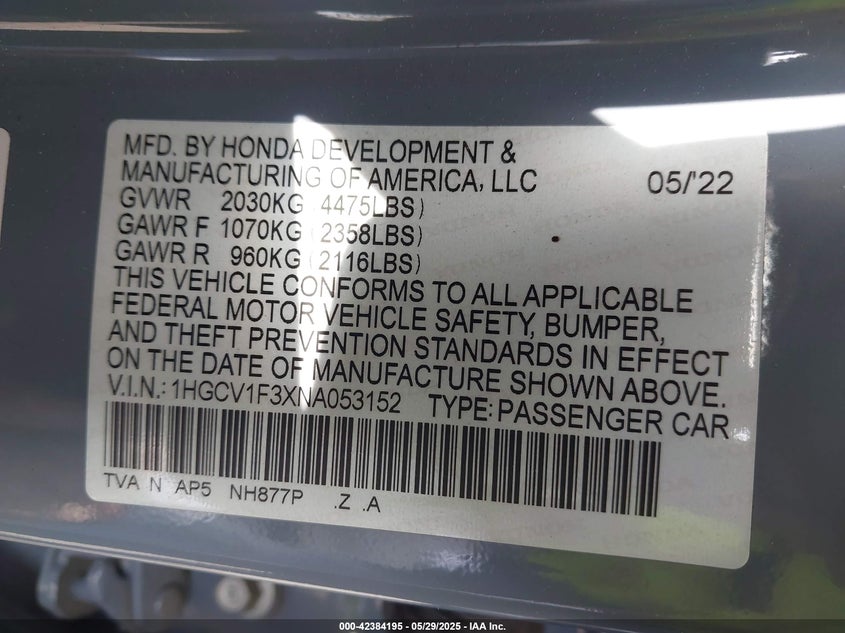 MFD. BY HONDA DEVELOPMENT &
MANUFACTURING OF AMERICA, LLC 05/'22
GVWR 2030KG (4475LBS)
GAWR F 1070KG (2358LBS)
GAWR R 960KG (2116LBS)
THIS VEHICLE CONFORMS TO ALL APPLICABLE
FEDERAL MOTOR VEHICLE SAFETY, BUMPER,
AND THEFT PREVENTION STANDARDS IN EFFECT
ON THE DATE OF MANUFACTURE SHOWN ABOVE.
V.I.N.: 1HGCV1F3XNA053152 TYPE: PASSENGER CAR
TVA N AP5 NH877P .Z .A
000-42384195 - 05/29/2025 - IAA Inc.